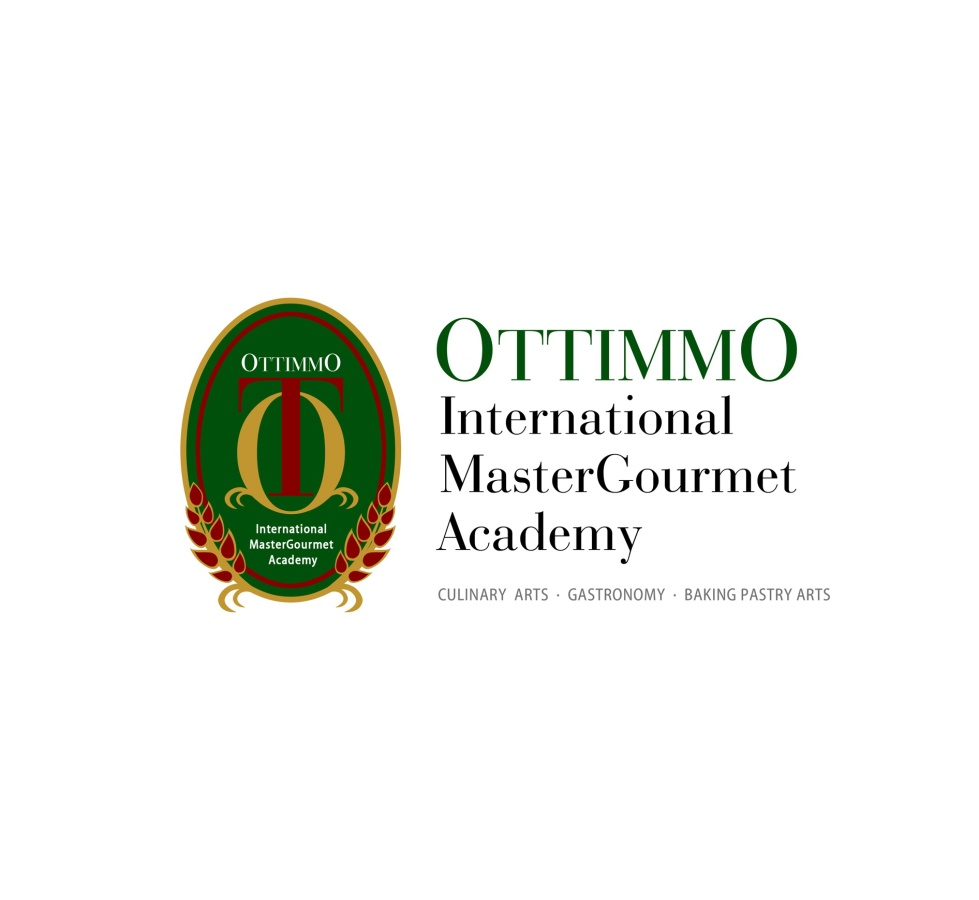 OTTIMMO
International
MasterGourmet
Academy
OTTIMMO
International
MasterGourmet
Academy
CULINARY ARTS · GASTRONOMY · BAKING PASTRY ARTS